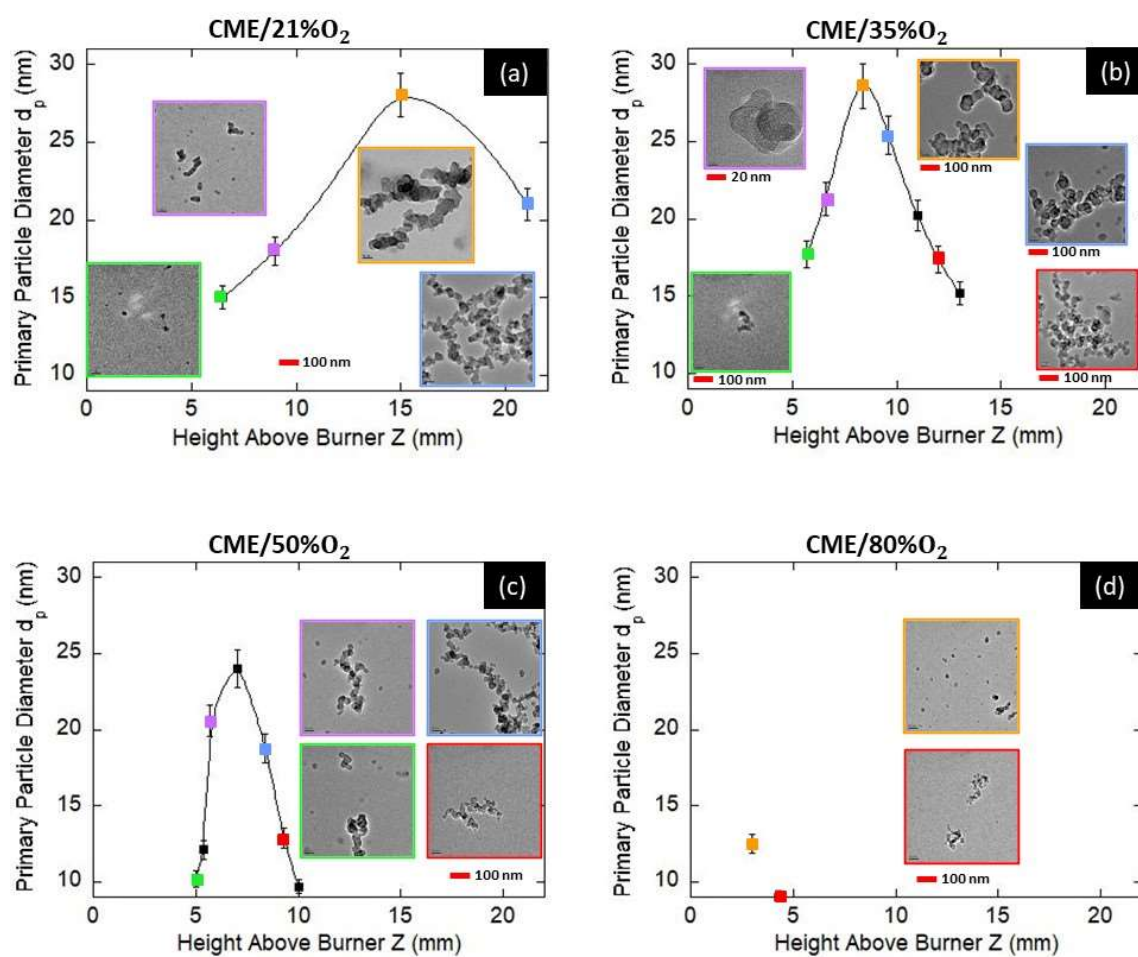 CME/21%O₂
(a)
Primary Particle Diameter dₚ (nm)
30
25
20
15
10
100 nm
0 5 10 15 20
Height Above Burner Z (mm)
CME/35%O₂
(b)
Primary Particle Diameter dₚ (nm)
30
25
20
15
10
20 nm
100 nm
100 nm
100 nm
100 nm
0 5 10 15 20
Height Above Burner Z (mm)
CME/50%O₂
(c)
Primary Particle Diameter dₚ (nm)
30
25
20
15
10
100 nm
0 5 10 15 20
Height Above Burner Z (mm)
CME/80%O₂
(d)
Primary Particle Diameter dₚ (nm)
30
25
20
15
10
100 nm
0 5 10 15 20
Height Above Burner Z (mm)